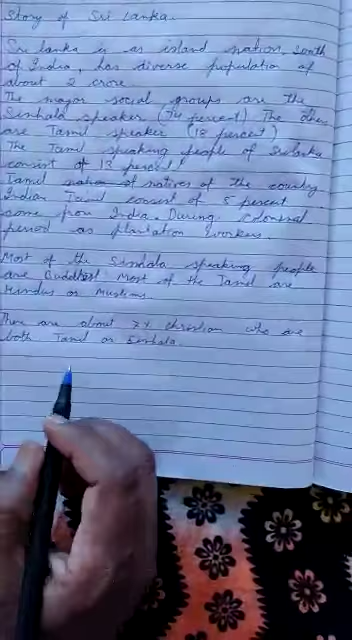 Story of Sri Lanka.
Sri lanka is as island nation, South
of India, has diverse population of
about 2 crore.
The major social groups are the
Sinhala speaker (74 percent) The other
are Tamil speaker (18 percent)
The Tamil speaking people of Srilanka
consist of 13 percent
Tamil nation of natives of the country
Indian Tamil consist of 5 percent
come from India. During colonial
period as plantation workers.
Most of the Sinhala speaking people
are Buddhist Most of the Tamil are
Hindus or Muslims.
There are about 7% christian who are
both Tamil or Sinhala.